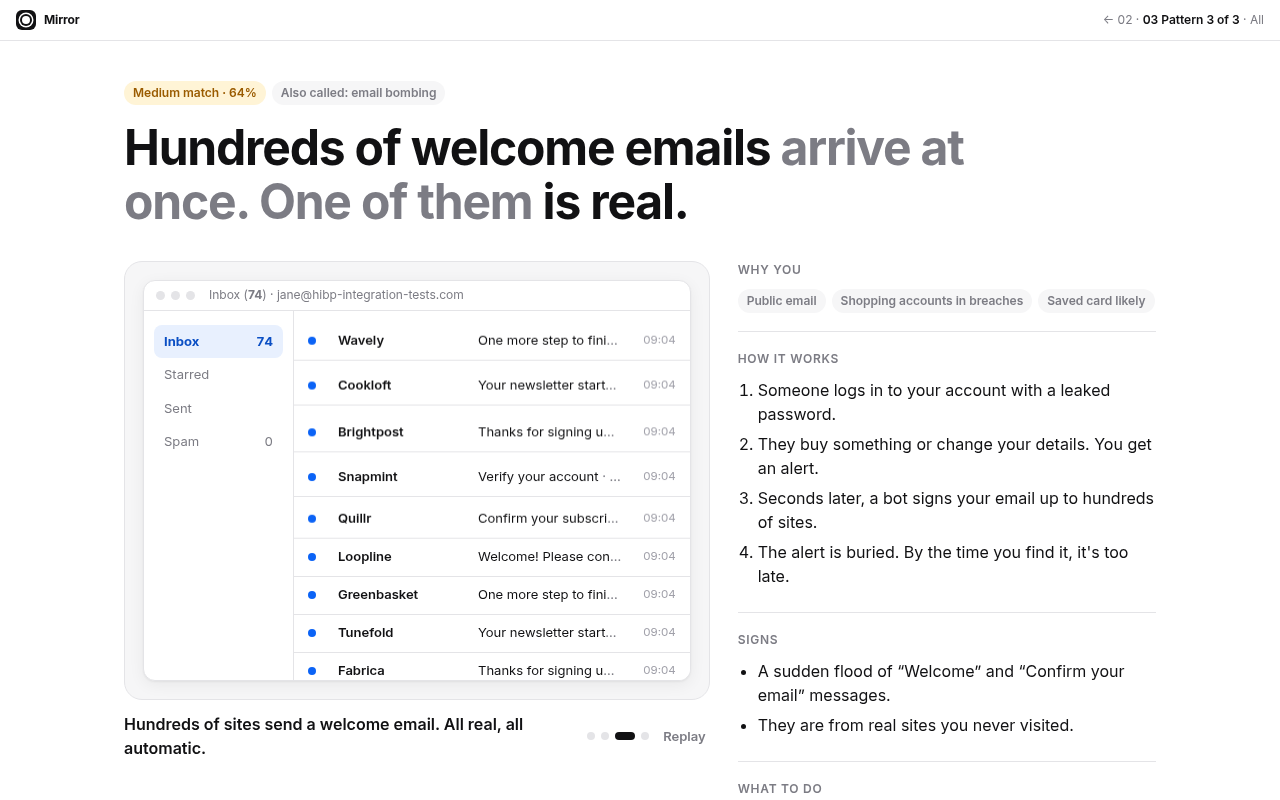 Mirror
← 02 · 03 Pattern 3 of 3 · All
Medium match · 64%
Also called: email bombing
Hundreds of welcome emails arrive at
once. One of them is real.
Inbox (74) · jane@hibp-integration-tests.com
Inbox 74
Starred
Sent
Spam 0
Wavely One more step to fini... 09:04
Cookloft Your newsletter start... 09:04
Brightpost Thanks for signing u... 09:04
Snapmint Verify your account · ... 09:04
Quillr Confirm your subscri... 09:04
Loopline Welcome! Please con... 09:04
Greenbasket One more step to fini... 09:04
Tunefold Your newsletter start... 09:04
Fabrica Thanks for signing u... 09:04
Hundreds of sites send a welcome email. All real, all
automatic.
Replay
WHY YOU
Public email
Shopping accounts in breaches
Saved card likely
HOW IT WORKS
1. Someone logs in to your account with a leaked
password.
2. They buy something or change your details. You get
an alert.
3. Seconds later, a bot signs your email up to hundreds
of sites.
4. The alert is buried. By the time you find it, it's too
late.
SIGNS
• A sudden flood of “Welcome” and “Confirm your
email” messages.
• They are from real sites you never visited.
WHAT TO DO